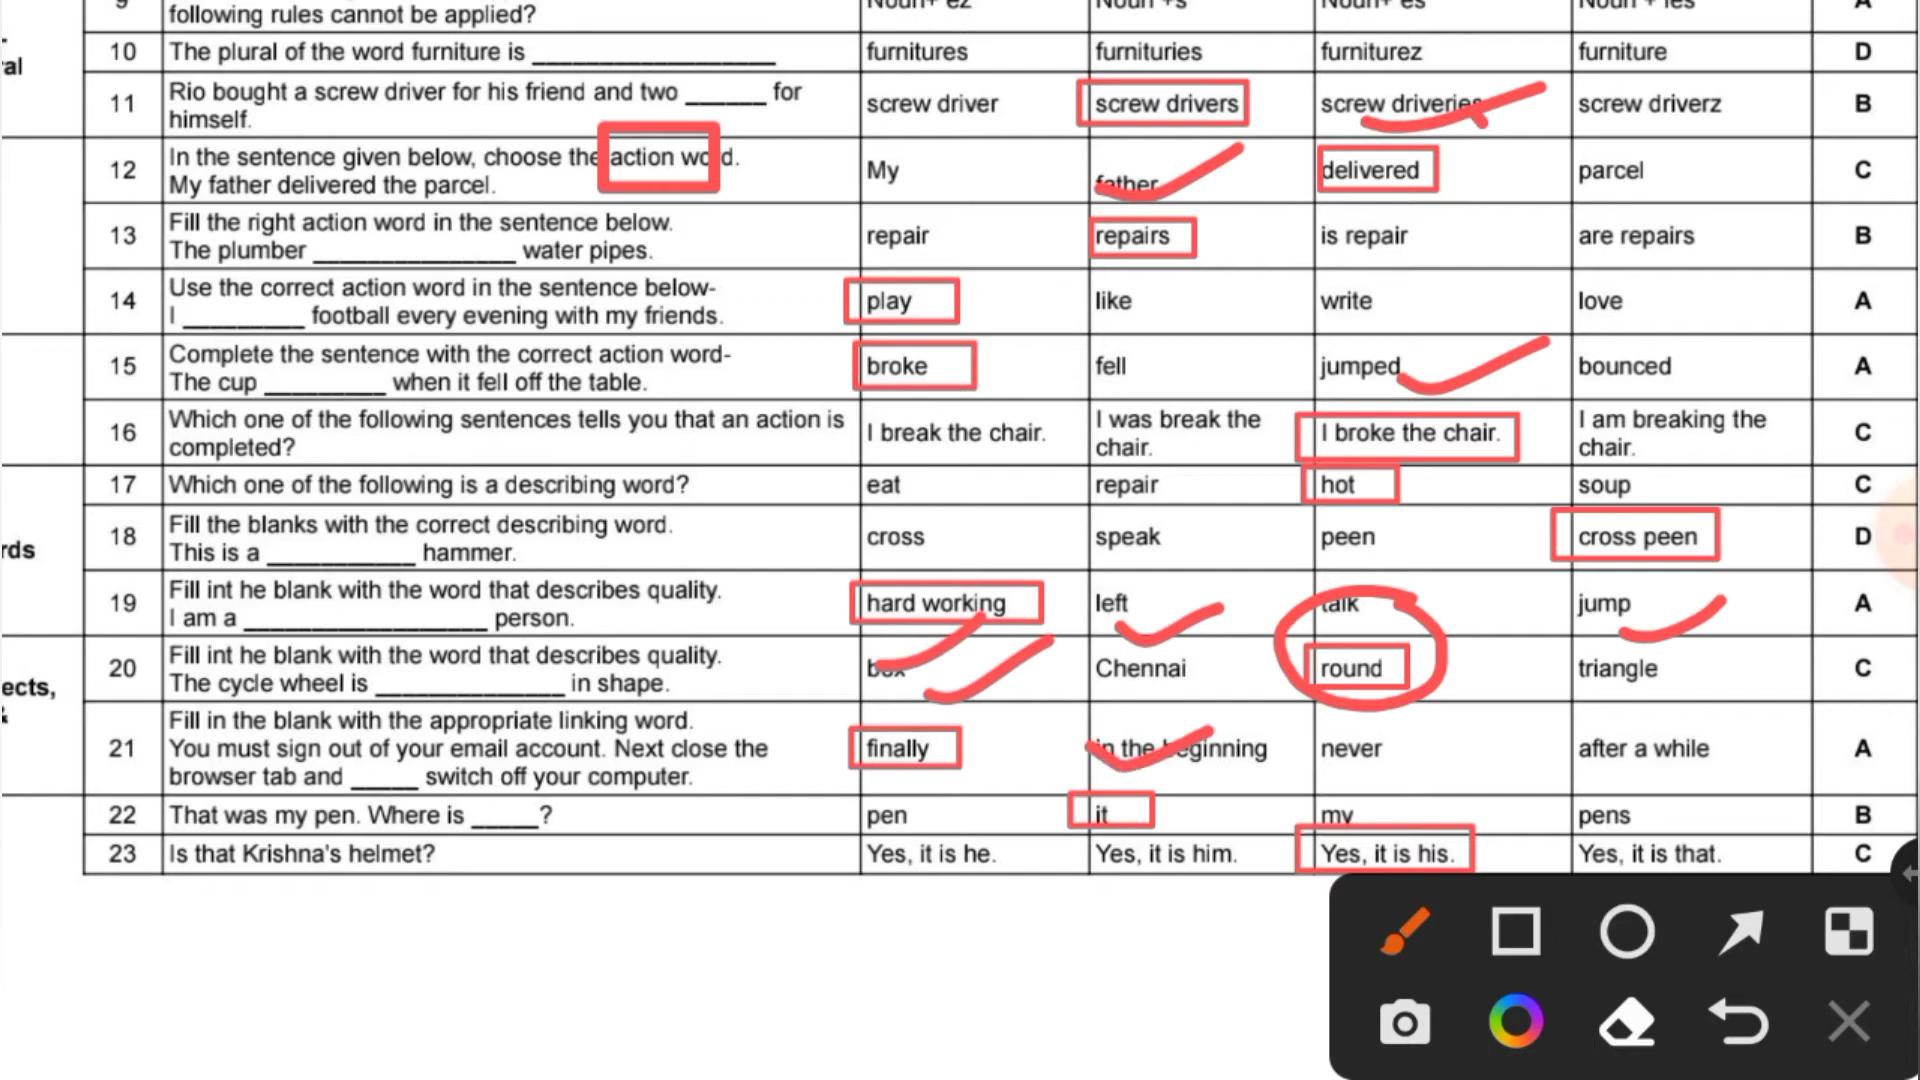 9 following rules cannot be applied? Noun+ ez Noun +s Noun+ es Noun + ies A
10 The plural of the word furniture is ______ furnitures furnituries furniturez furniture D
ral
11 Rio bought a screw driver for his friend and two ______ for himself. screw driver screw drivers screw driveries screw driverz B
12 In the sentence given below, choose the action word.
My father delivered the parcel. My father delivered parcel C
13 Fill the right action word in the sentence below.
The plumber ______ water pipes. repair repairs is repair are repairs B
14 Use the correct action word in the sentence below-
I ______ football every evening with my friends. play like write love A
15 Complete the sentence with the correct action word-
The cup ______ when it fell off the table. broke fell jumped bounced A
16 Which one of the following sentences tells you that an action is completed? I break the chair. I was break the chair. I broke the chair. I am breaking the chair. C
17 Which one of the following is a describing word? eat repair hot soup C
rds
18 Fill the blanks with the correct describing word.
This is a ______ hammer. cross speak peen cross peen D
19 Fill int he blank with the word that describes quality.
I am a ______ person. hard working left talk jump A
20 Fill int he blank with the word that describes quality.
The cycle wheel is ______ in shape. box Chennai round triangle C
ects,
&
21 Fill in the blank with the appropriate linking word.
You must sign out of your email account. Next close the
browser tab and _____ switch off your computer. finally in the beginning never after a while A
22 That was my pen. Where is _____? pen it my pens B
23 Is that Krishna's helmet? Yes, it is he. Yes, it is him. Yes, it is his. Yes, it is that. C